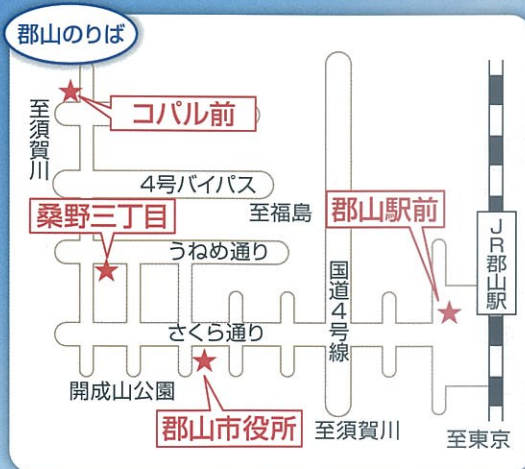 郡山のりば
コパル前
至須賀川
4号バイパス
至福島
桑野三丁目
郡山駅前
うねめ通り
国道4号線
JR郡山駅
さくら通り
開成山公園
郡山市役所
至須賀川
至東京